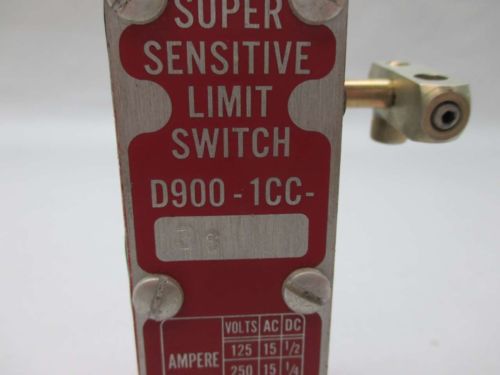 SUPER
SENSITIVE
LIMIT
SWITCH
D900-1CC-
VOLTS AC DC
AMPERE 125 15 1/2
250 15 1/4